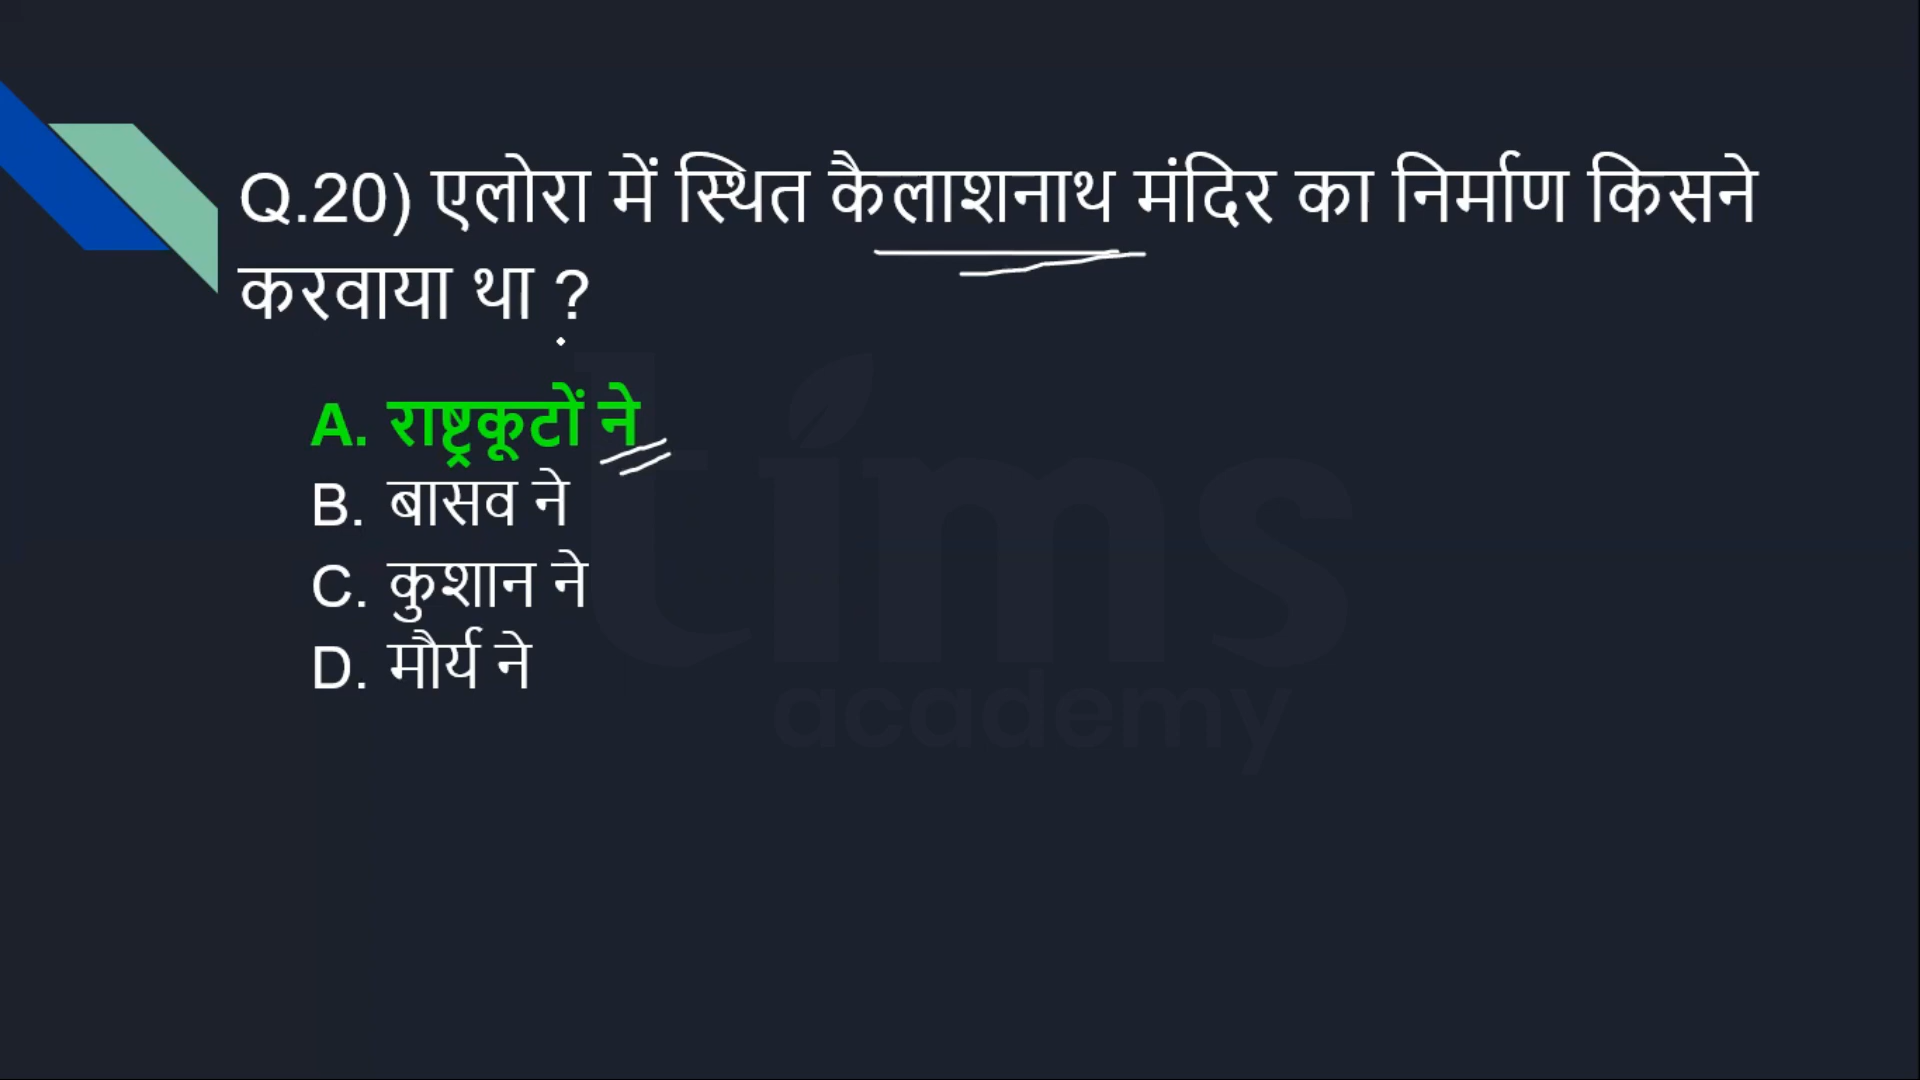 Q.20) एलोरा में स्थित कैलाशनाथ मंदिर का निर्माण किसने
करवाया था ?
A. राष्ट्रकूटों ने
B. बासव ने
C. कुशान ने
D. मौर्य ने
tims
academy